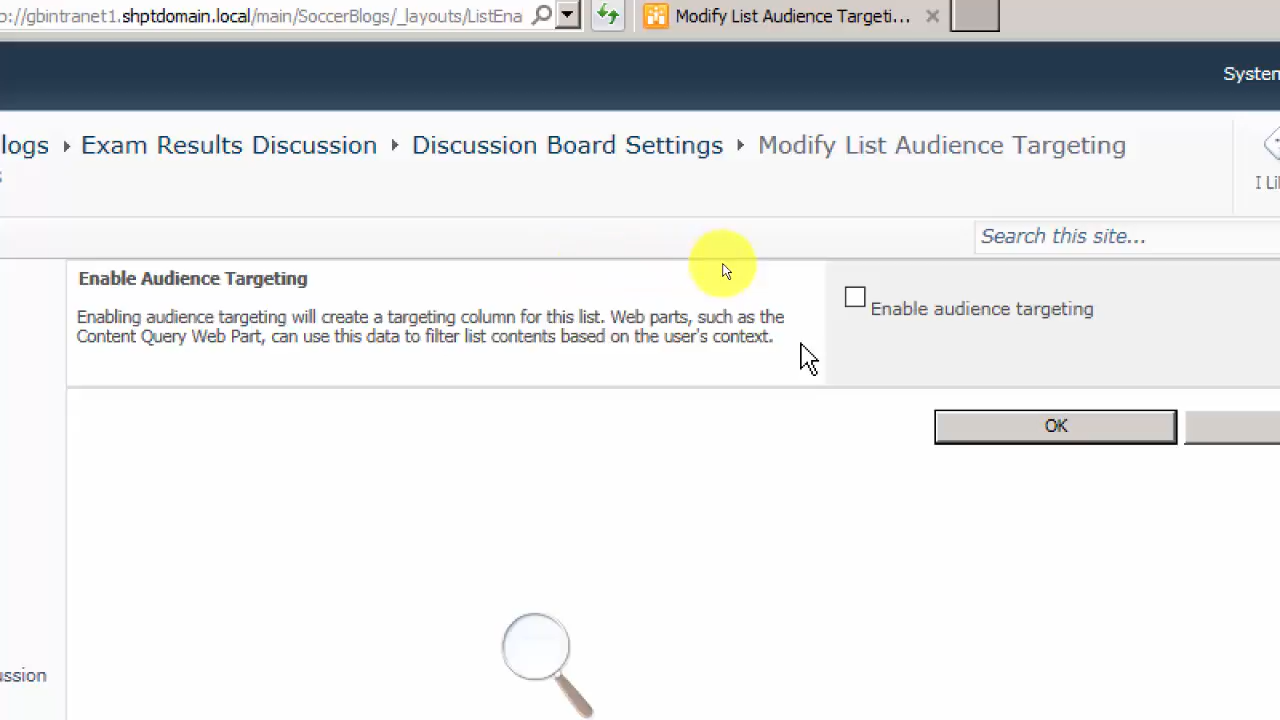 p://gbintranet1.shptdomain.local/main/SoccerBlogs/_layouts/ListEna
Modify List Audience Targeti...
System
logs
Exam Results Discussion
Discussion Board Settings
Modify List Audience Targeting
s
I Li
Search this site...
Enable Audience Targeting
Enabling audience targeting will create a targeting column for this list. Web parts, such as the
Content Query Web Part, can use this data to filter list contents based on the user's context.
Enable audience targeting
OK
ussion